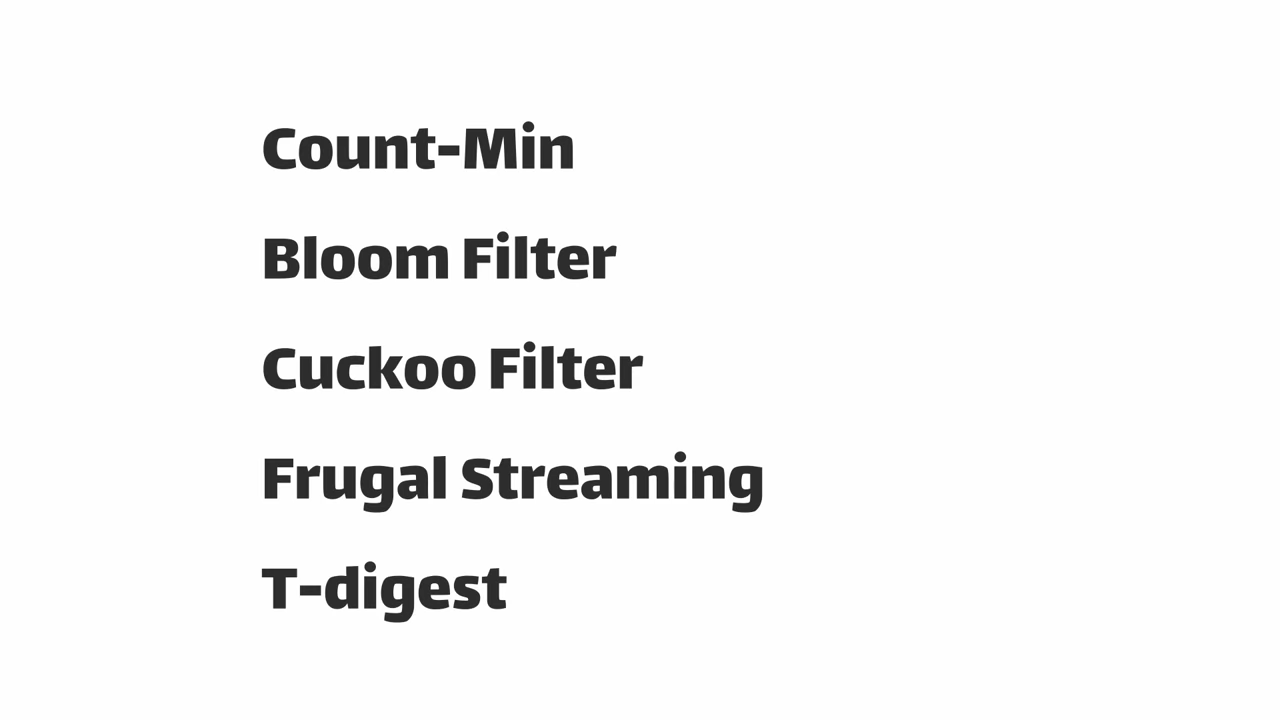 Count-Min
Bloom Filter
Cuckoo Filter
Frugal Streaming
T-digest